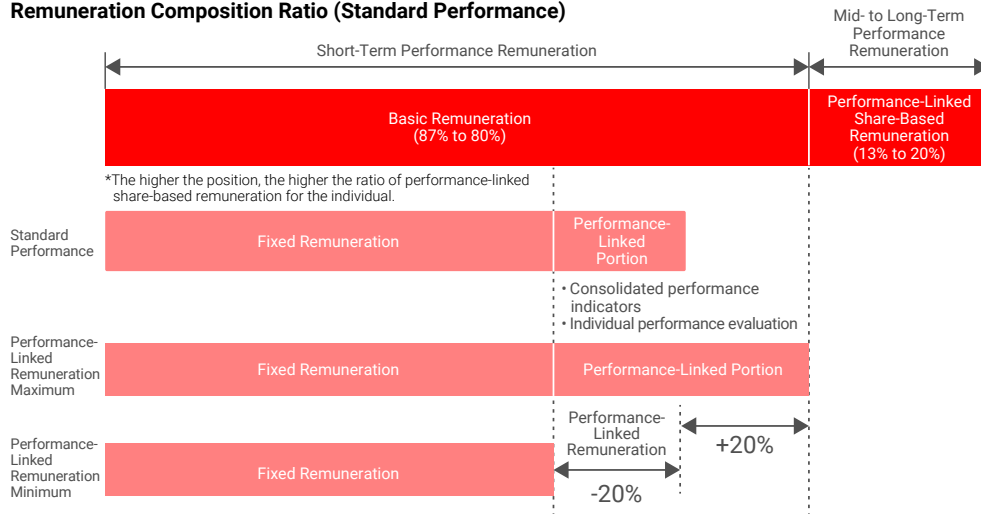 Remuneration Composition Ratio (Standard Performance)
Mid- to Long-Term
Performance
Remuneration
Short-Term Performance Remuneration
Basic Remuneration
(87% to 80%)
Performance-Linked
Share-Based
Remuneration
(13% to 20%)
*The higher the position, the higher the ratio of performance-linked
share-based remuneration for the individual.
Standard
Performance
Fixed Remuneration
Performance-
Linked
Portion
・Consolidated performance
indicators
・Individual performance evaluation
Performance-
Linked
Remuneration
Maximum
Fixed Remuneration
Performance-Linked Portion
Performance-
Linked
Remuneration
Minimum
Fixed Remuneration
Performance-
Linked
Remuneration
-20%
+20%